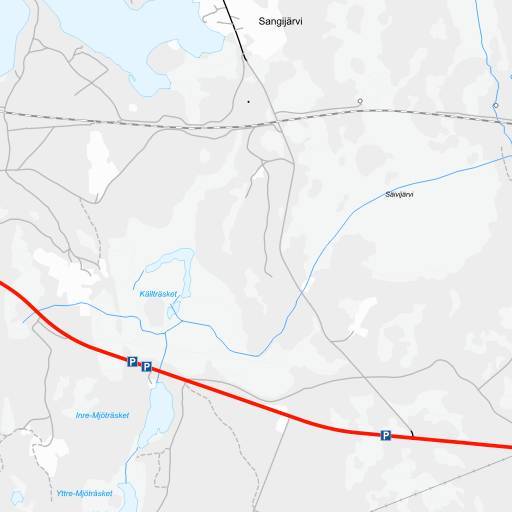 Sangijärvi
Säivijärvi
Källträsket
P
P
Inre-Mjöträsket
P
Yttre-Mjöträsket